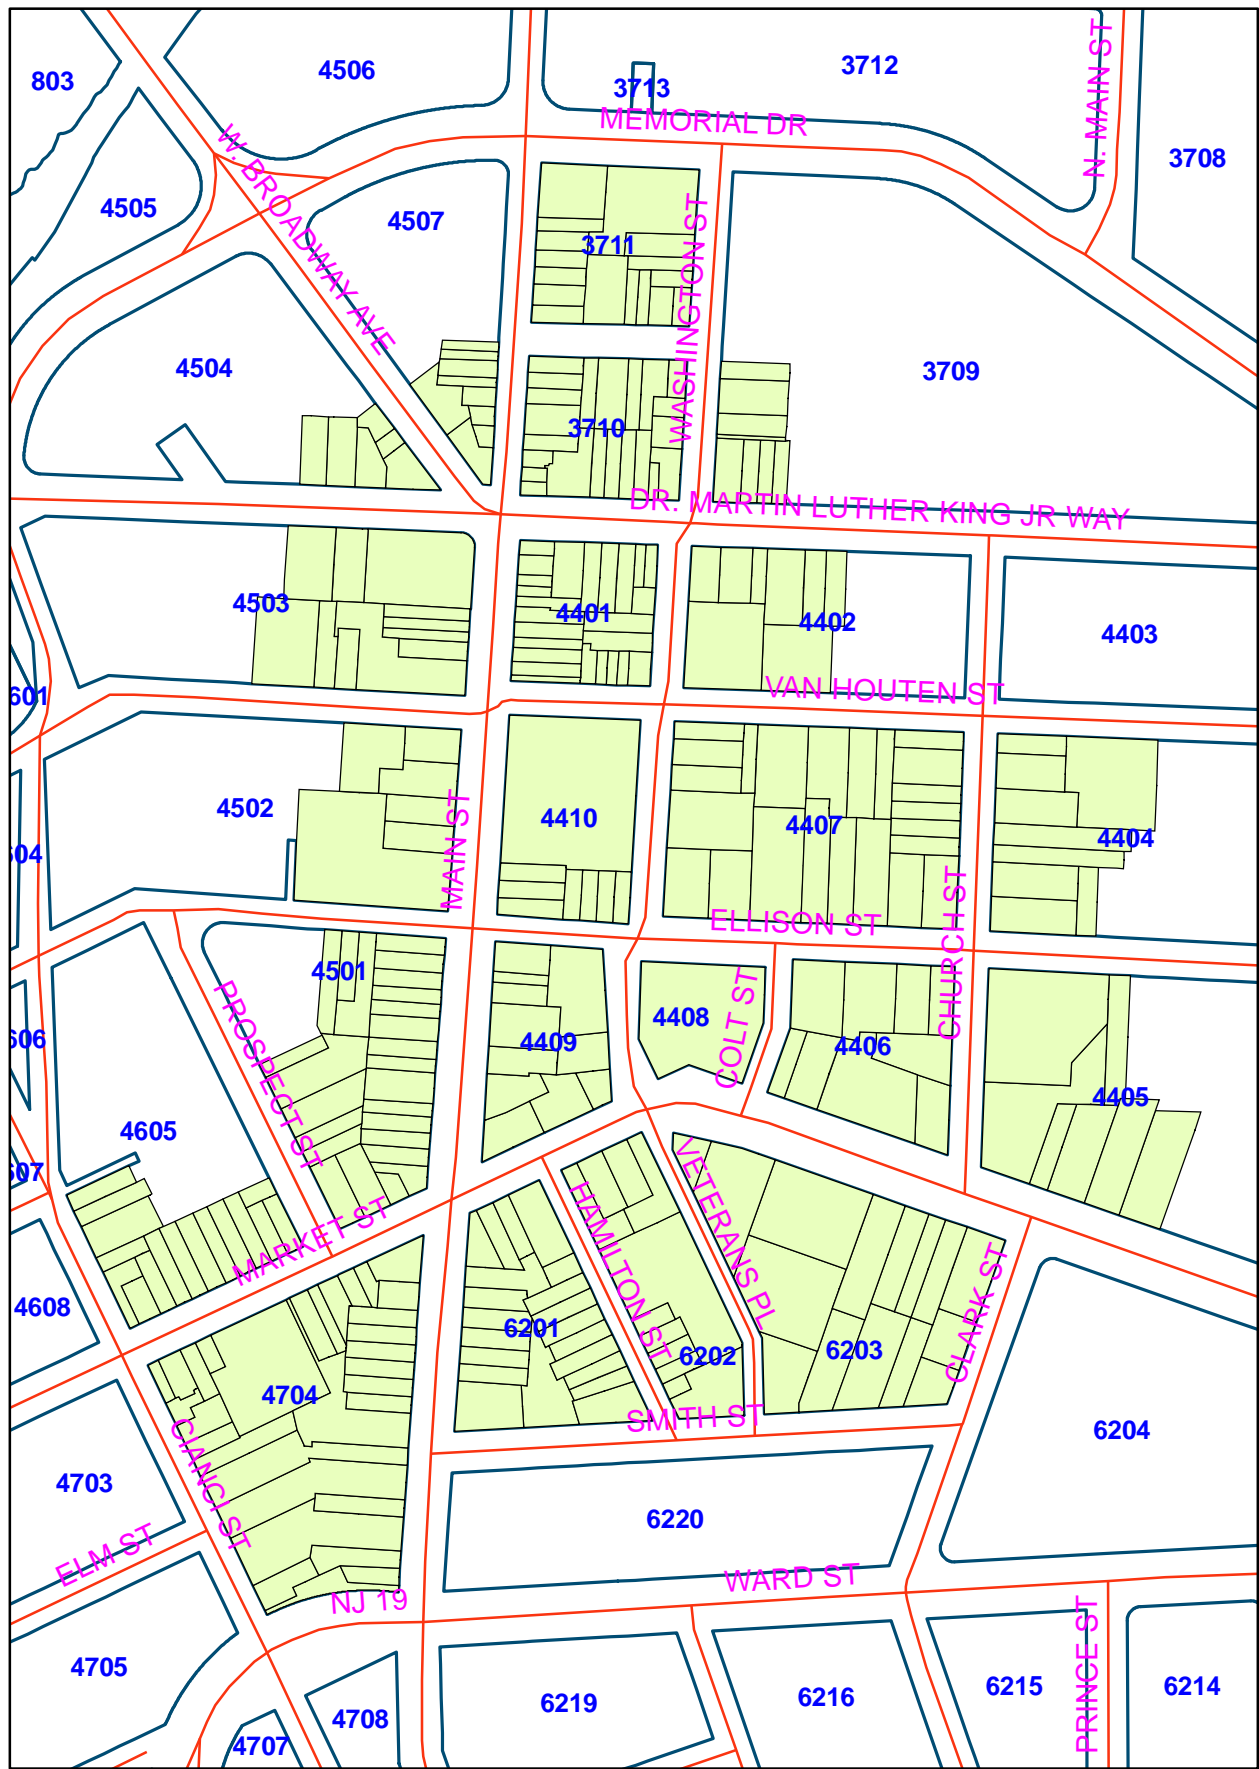 803
4506
3713
3712
N. MAIN ST
MEMORIAL DR
3708
W. BROADWAY AVE
4505
4507
3711
WASHINGTON ST
4504
3709
3710
DR. MARTIN LUTHER KING JR WAY
4503
4401
4402
4403
601
VAN HOUTEN ST
4502
MAIN ST
4410
4407
4404
604
CHURCH ST
ELLISON ST
4501
PROSPECT ST
4409
4408
COLT ST
4406
606
4405
4605
607
MARKET ST
HAMILTON ST
VETERANS PL
CLARK ST
4608
6201
6202
6203
4704
SMITH ST
CIANCI ST
6204
4703
6220
ELM ST
WARD ST
NJ 19
PRINCE ST
4705
4708
4707
6219
6216
6215
6214